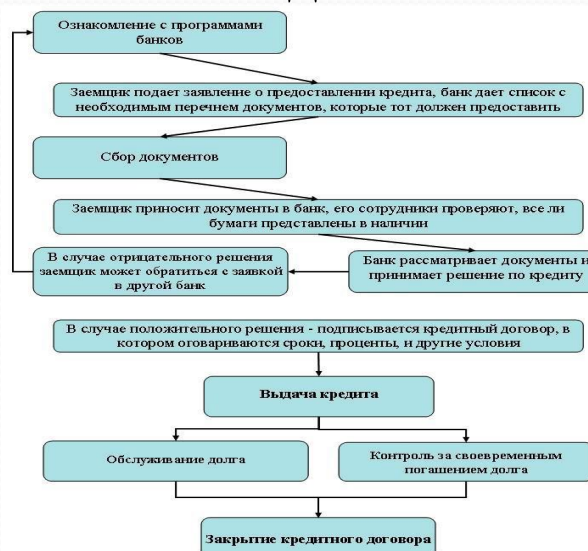 Ознакомление с программами
банков
Заемщик подает заявление о предоставлении кредита, банк дает список с
необходимым перечнем документов, которые тот должен предоставить
Сбор документов
Заемщик приносит документы в банк, его сотрудники проверяют, все ли
бумаги представлены в наличии
В случае отрицательного решения
заемщик может обратиться с заявкой
в другой банк
Банк рассматривает документы и
принимает решение по кредиту
В случае положительного решения - подписывается кредитный договор, в
котором оговариваются сроки, проценты, и другие условия
Выдача кредита
Обслуживание долга
Контроль за своевременным
погашением долга
Закрытие кредитного договора